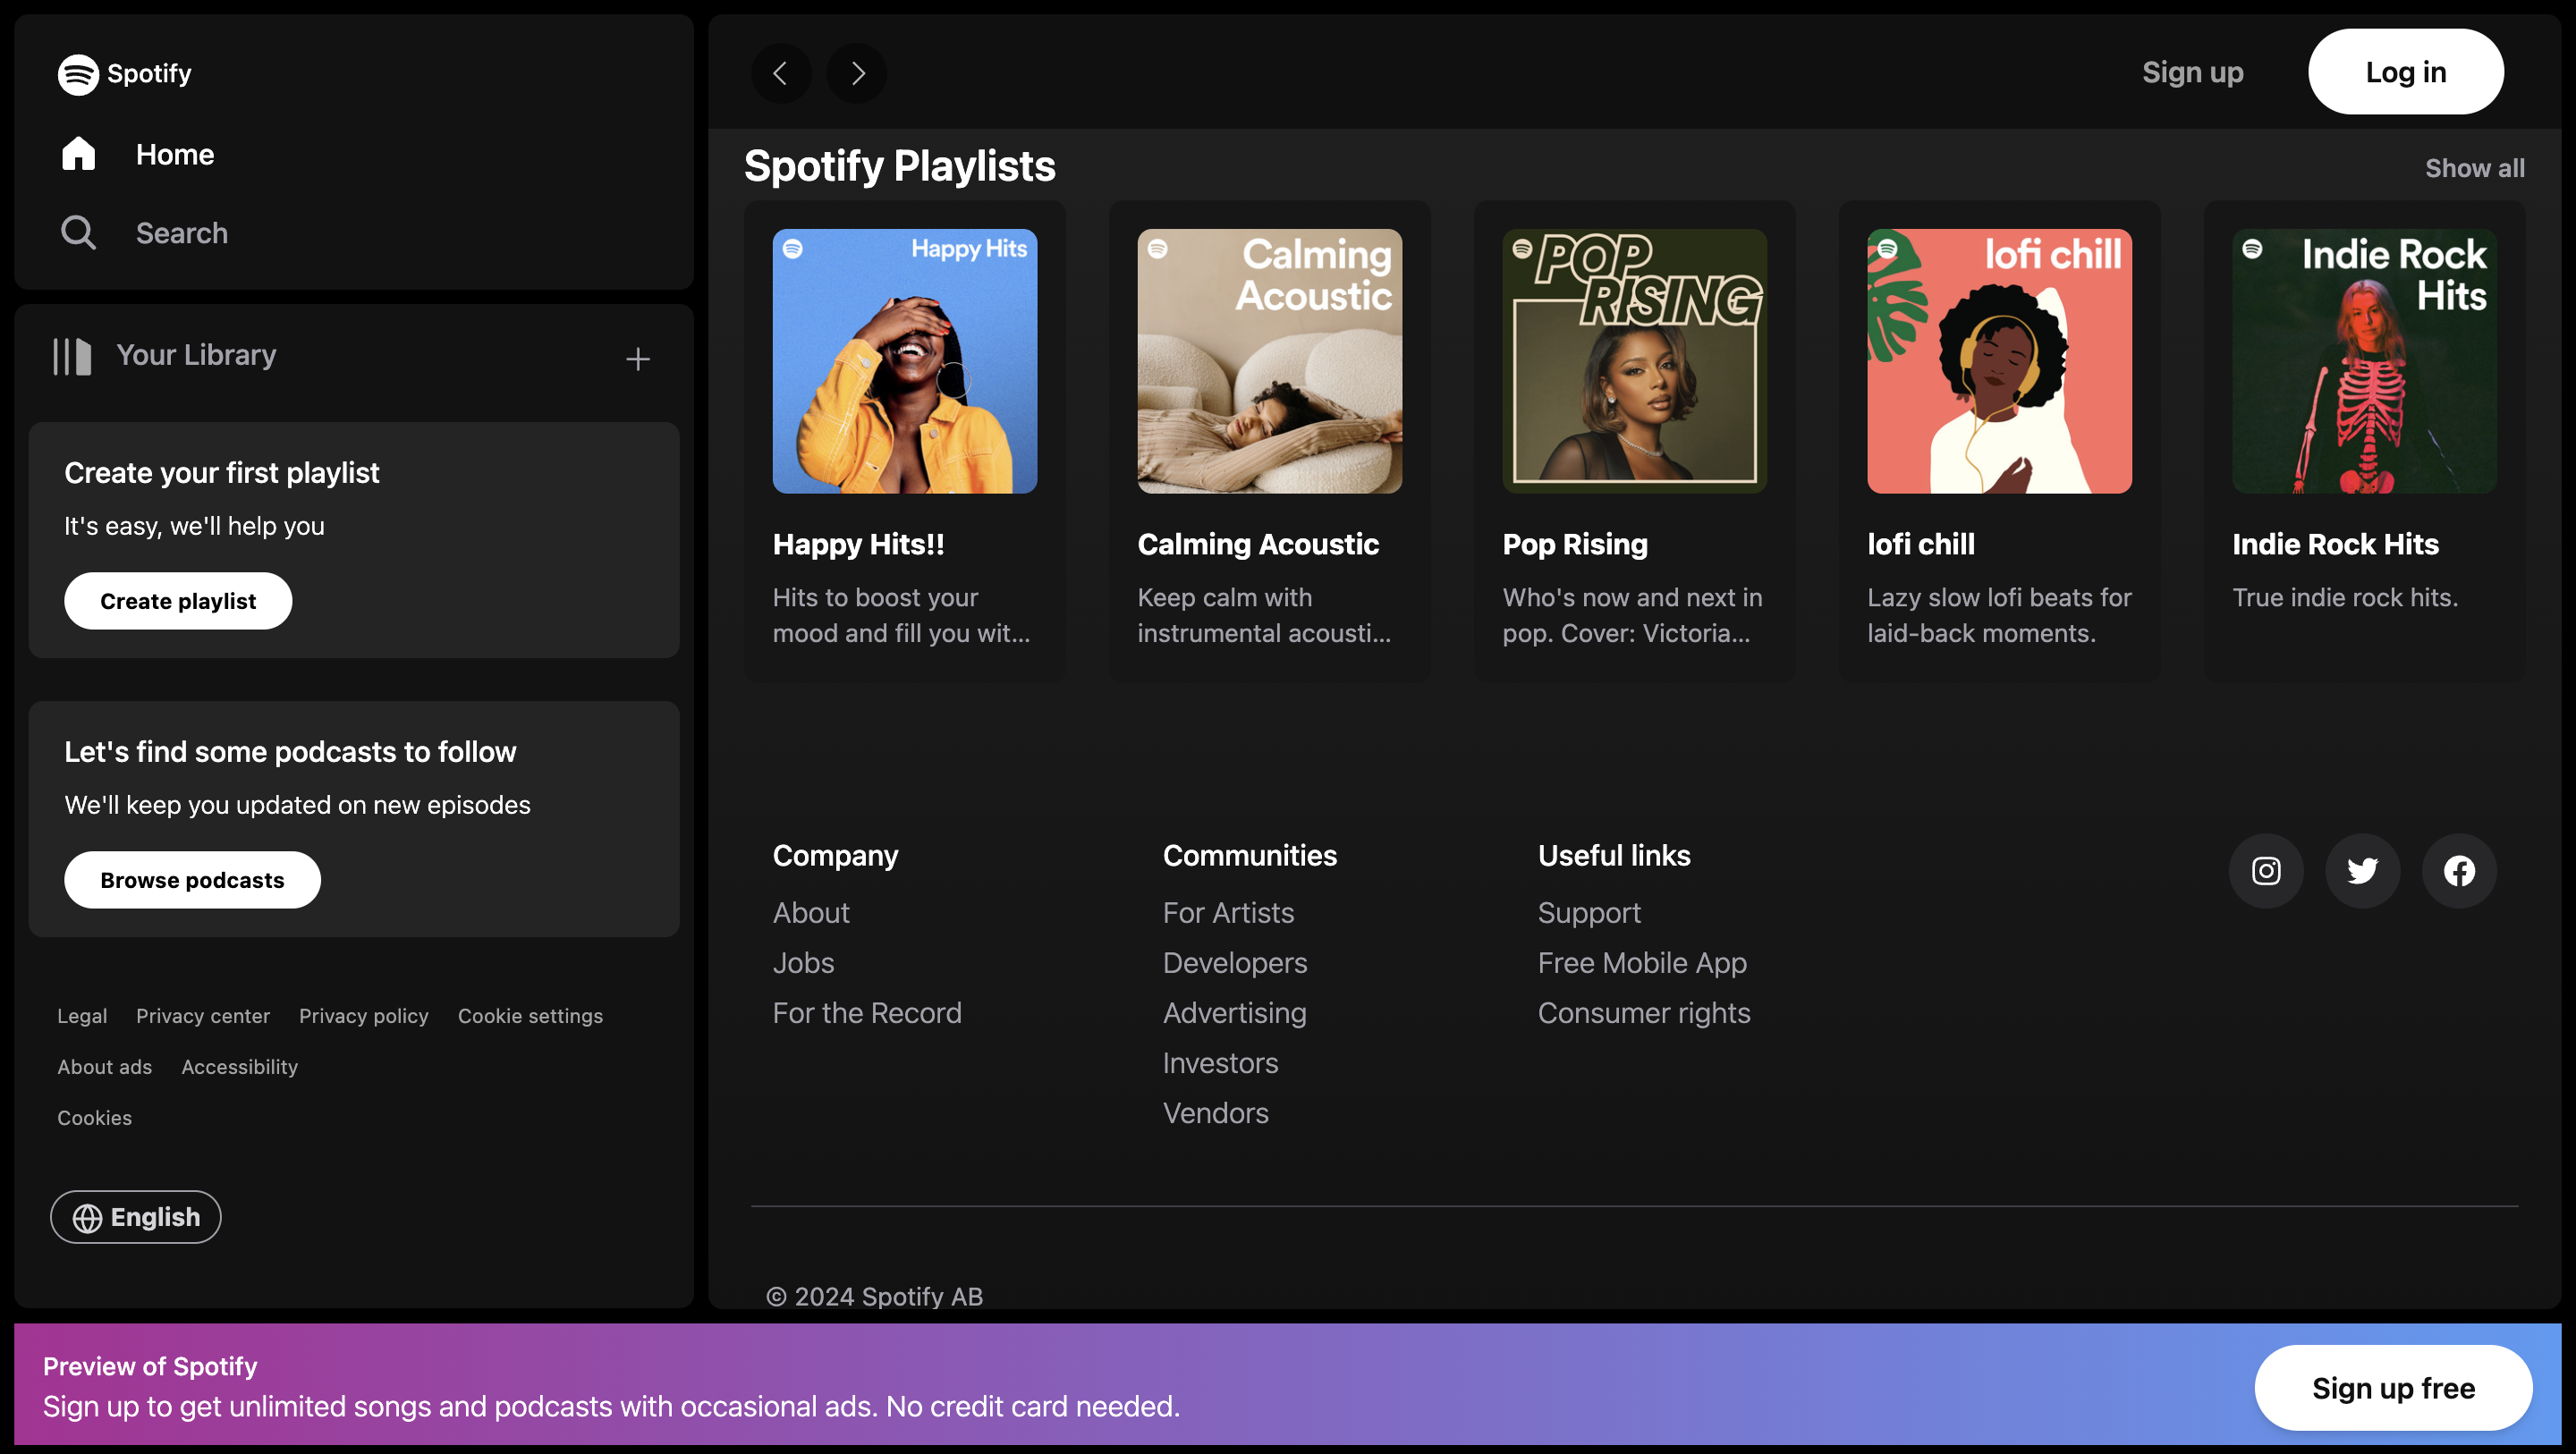 Spotify
Home
Search
Your Library
Create your first playlist
It's easy, we'll help you
Create playlist
Let's find some podcasts to follow
We'll keep you updated on new episodes
Browse podcasts
Legal Privacy center Privacy policy Cookie settings
About ads Accessibility
Cookies
English
Sign up
Log in
Spotify Playlists
Show all
Happy Hits
Happy Hits!!
Hits to boost your
mood and fill you wit...
Calming
Acoustic
Calming Acoustic
Keep calm with
instrumental acousti...
POP
RISING
Pop Rising
Who's now and next in
pop. Cover: Victoria...
lofi chill
lofi chill
Lazy slow lofi beats for
laid-back moments.
Indie Rock
Hits
Indie Rock Hits
True indie rock hits.
Company
About
Jobs
For the Record
Communities
For Artists
Developers
Advertising
Investors
Vendors
Useful links
Support
Free Mobile App
Consumer rights
© 2024 Spotify AB
Preview of Spotify
Sign up to get unlimited songs and podcasts with occasional ads. No credit card needed.
Sign up free